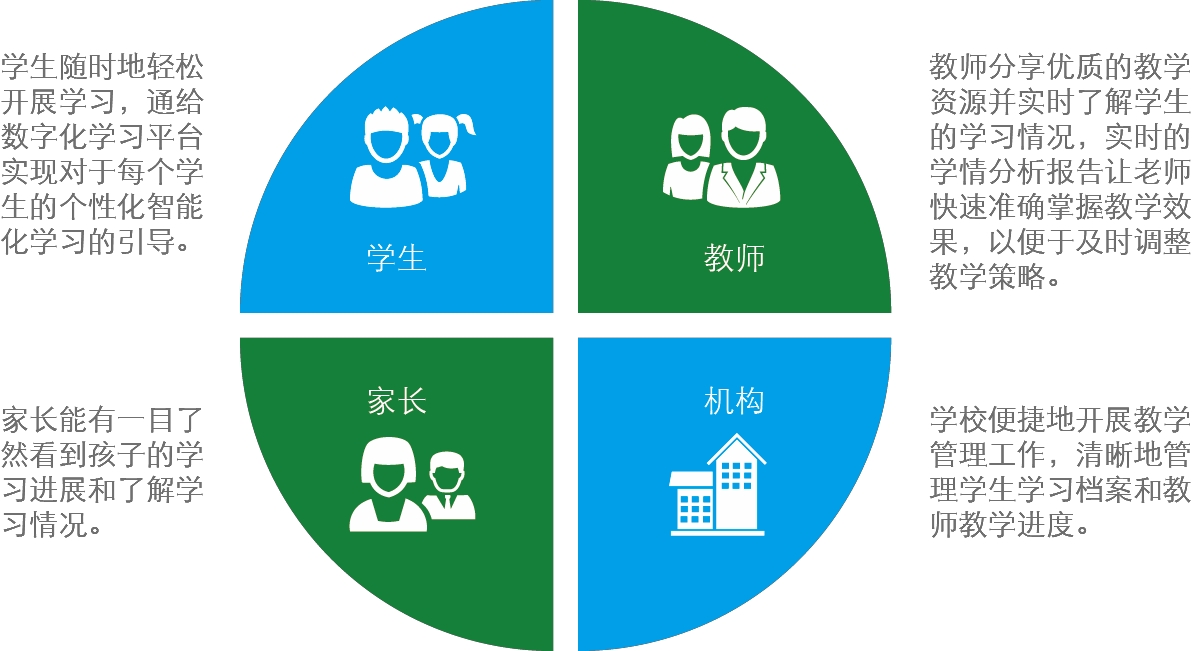 学生随时地轻松
开展学习，通给
数字化学习平台
实现对于每个学
生的个性化智能
化学习的引导。
学生
教师
教师分享优质的教学
资源并实时了解学生
的学习情况，实时的
学情分析报告让老师
快速准确掌握教学效
果，以便于及时调整
教学策略。
家长能有一目了
然看到孩子的学
习进展和了解学
习情况。
家长
机构
学校便捷地开展教学
管理工作，清晰地管
理学生学习档案和教
师教学进度。